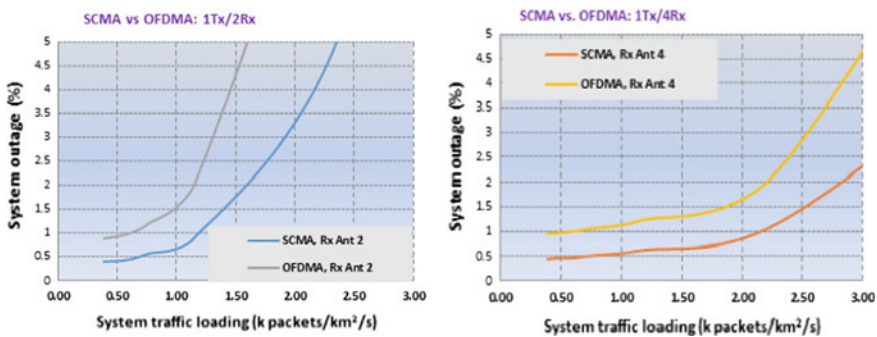 SCMA vs OFDMA: 1Tx/2Rx
System outage (%)
5
4.5
4
3.5
3
2.5
2
1.5
1
0.5
0
SCMA, Rx Ant 2
OFDMA, Rx Ant 2
0.00 0.50 1.00 1.50 2.00 2.50 3.00
System traffic loading (k packets/km²/s)
SCMA vs. OFDMA: 1Tx/4Rx
System outage (%)
5
4.5
4
3.5
3
2.5
2
1.5
1
0.5
0
SCMA, Rx Ant 4
OFDMA, Rx Ant 4
0.00 0.50 1.00 1.50 2.00 2.50 3.00
System traffic loading (k packets/km²/s)